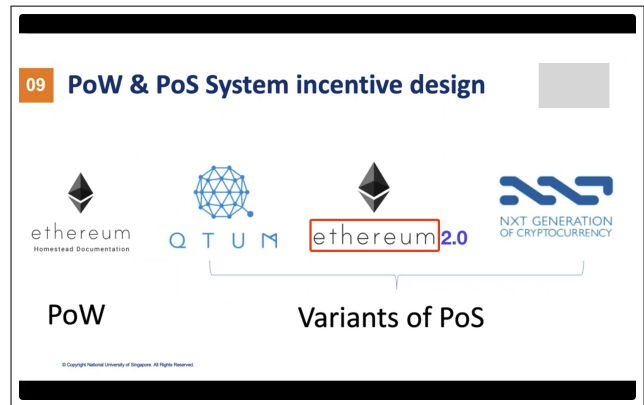 09 PoW & PoS System incentive design
ethereum
Homestead Documentation
QTUM
ethereum 2.0
NXT GENERATION
OF CRYPTOCURRENCY
PoW
Variants of PoS
© Copyright National University of Singapore. All Rights Reserved.